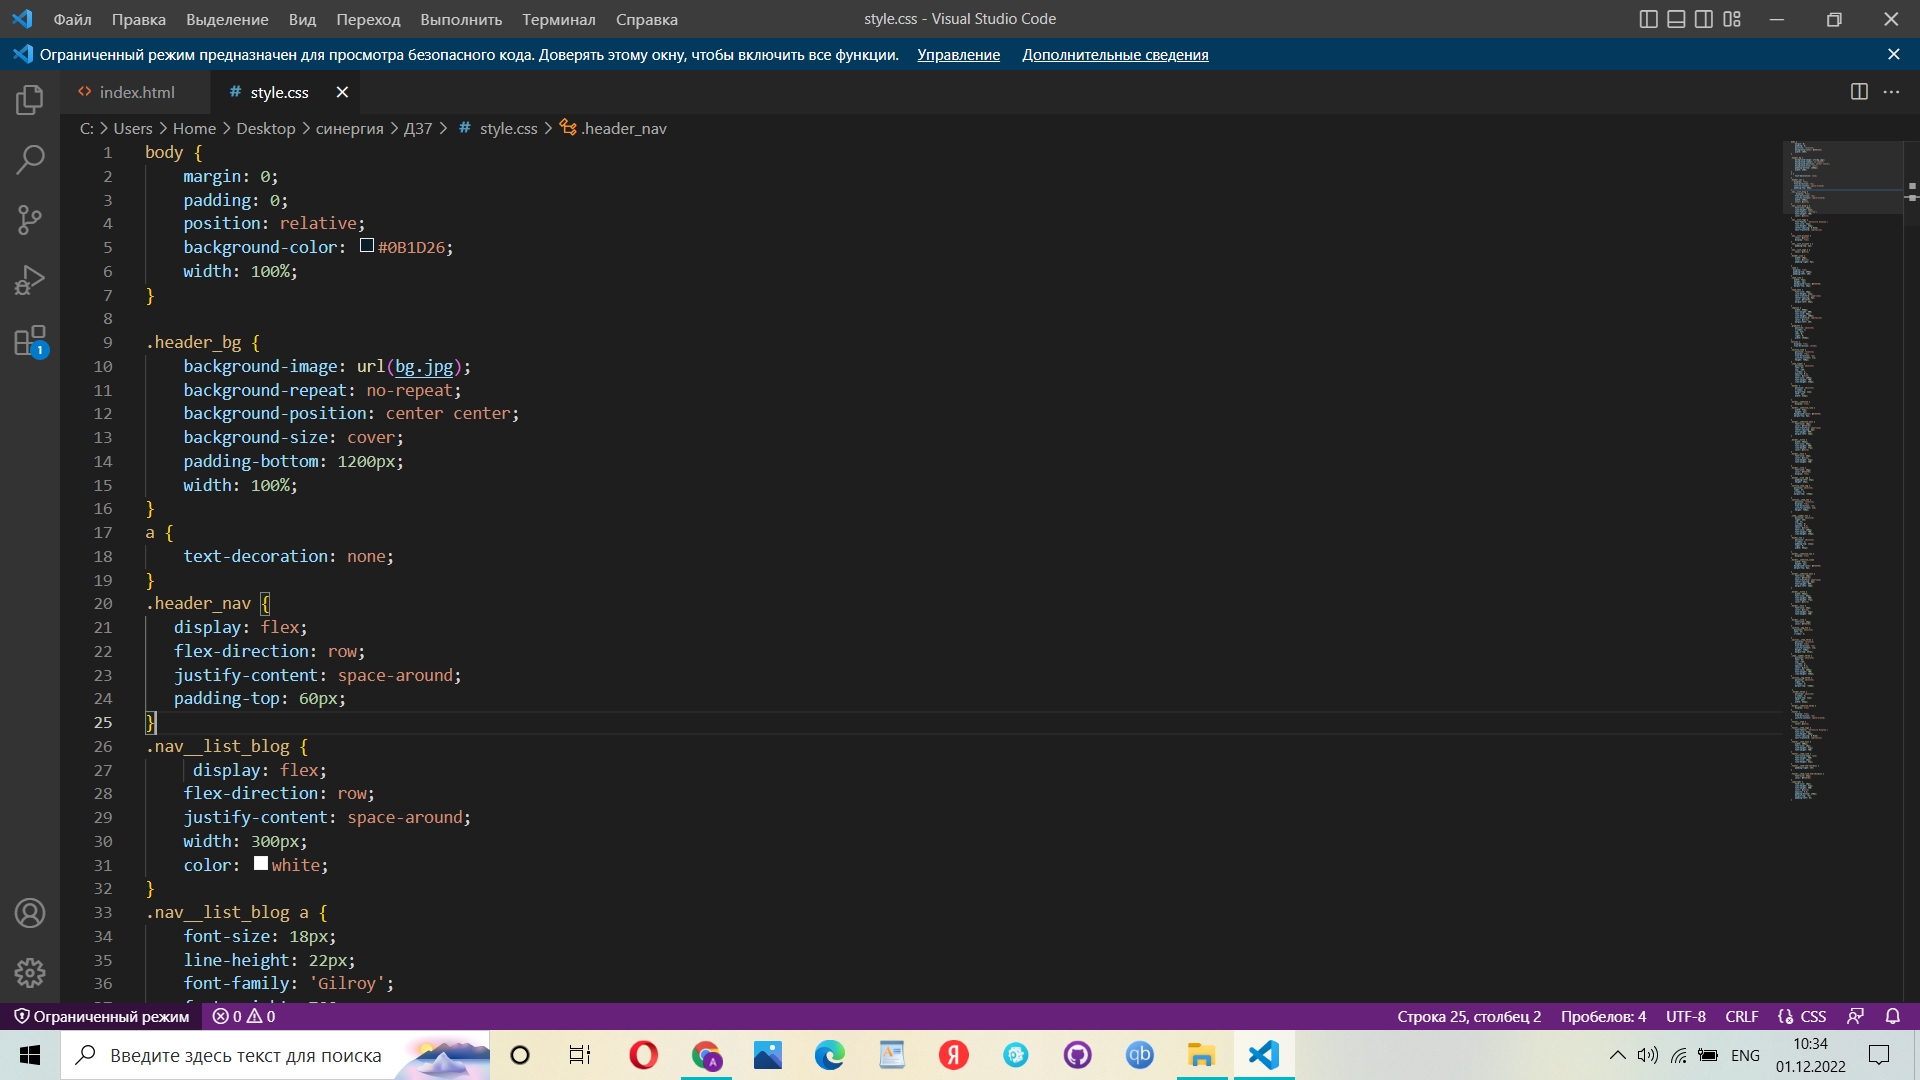 Файл Правка Выделение Вид Переход Выполнить Терминал Справка style.css - Visual Studio Code
Ограниченный режим предназначен для просмотра безопасного кода. Доверять этому окну, чтобы включить все функции. Управление Дополнительные сведения
<> index.html # style.css
C: > Users > Home > Desktop > синергия > ДЗ7 > # style.css > .header_nav
1 body {
2 margin: 0;
3 padding: 0;
4 position: relative;
5 background-color: #0B1D26;
6 width: 100%;
7 }
8
9 .header_bg {
10 background-image: url(bg.jpg);
11 background-repeat: no-repeat;
12 background-position: center center;
13 background-size: cover;
14 padding-bottom: 1200px;
15 width: 100%;
16 }
17 a {
18 text-decoration: none;
19 }
20 .header_nav {
21 display: flex;
22 flex-direction: row;
23 justify-content: space-around;
24 padding-top: 60px;
25 }
26 .nav__list_blog {
27 display: flex;
28 flex-direction: row;
29 justify-content: space-around;
30 width: 300px;
31 color: white;
32 }
33 .nav__list_blog a {
34 font-size: 18px;
35 line-height: 22px;
36 font-family: 'Gilroy';
1
Ограниченный режим 0 0 Строка 25, столбец 2 Пробелов: 4 UTF-8 CRLF {} CSS
Введите здесь текст для поиска A Я qb ENG 10:34
01.12.2022